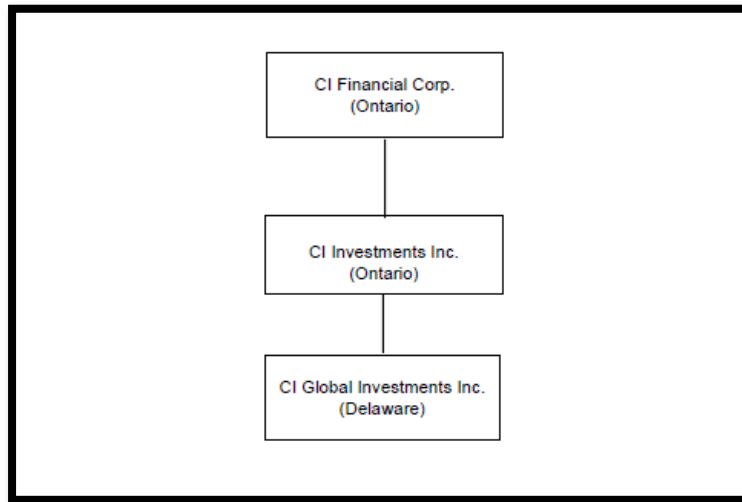 CI Financial Corp.
(Ontario)
CI Investments Inc.
(Ontario)
CI Global Investments Inc.
(Delaware)